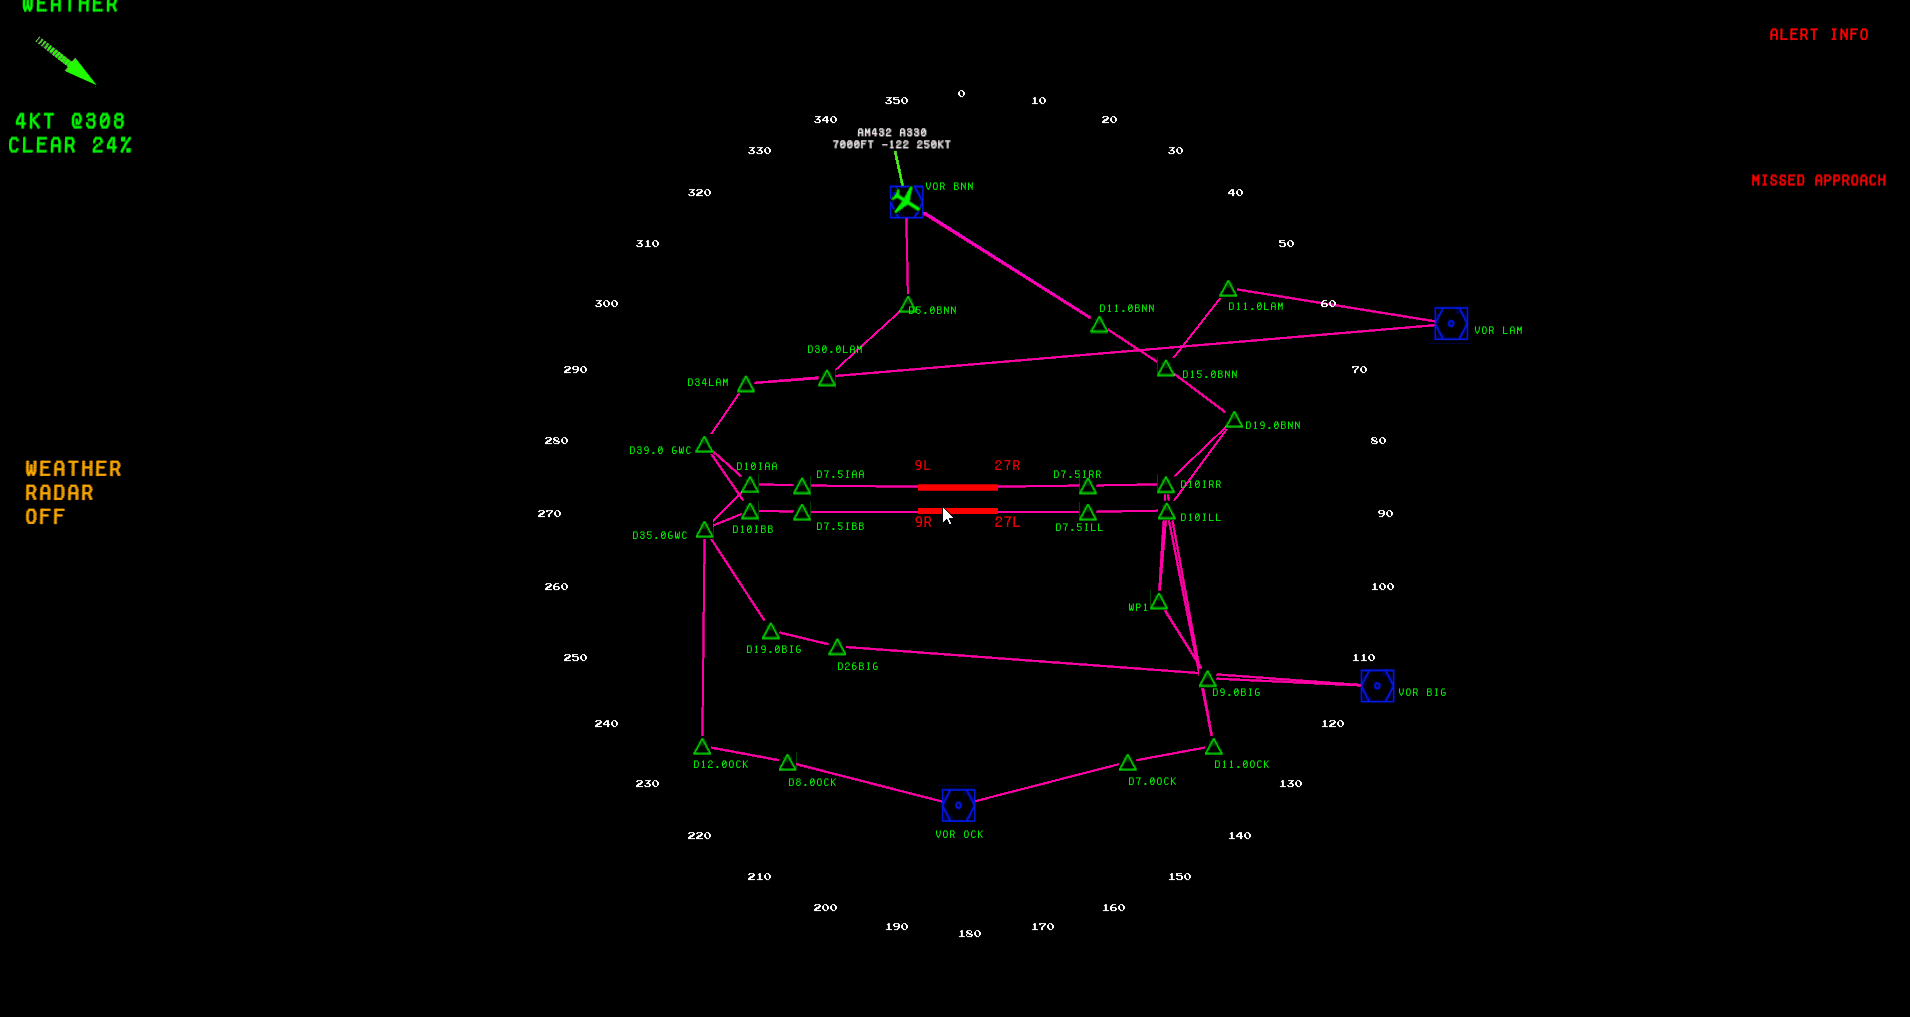 WEATHER
ALERT INFO
0
350
10
4KT @308
340
20
AM432 A330
7000FT -122 250KT
CLEAR 24%
330
30
MISSED APPROACH
VOR BNN
320
40
310
50
300
60
D11.0LAM
D6.0BNN
D11.0BNN
VOR LAM
D30.0LAM
290
70
D15.0BNN
D34LAM
D19.0BNN
280
80
D39.0 GWC
D10IAA
9L
27R
WEATHER
RADAR
OFF
D7.5IAA
D7.5IRR
D10IRR
270
90
D10ILL
9R
27L
D10IBB
D7.5IBB
D7.5ILL
D35.0GWC
260
100
WP1
D19.0BIG
250
110
D26BIG
D9.0BIG
VOR BIG
240
120
D12.0OCK
D11.0OCK
230
D8.0OCK
D7.0OCK
130
220
VOR OCK
140
210
150
200
160
190
170
180